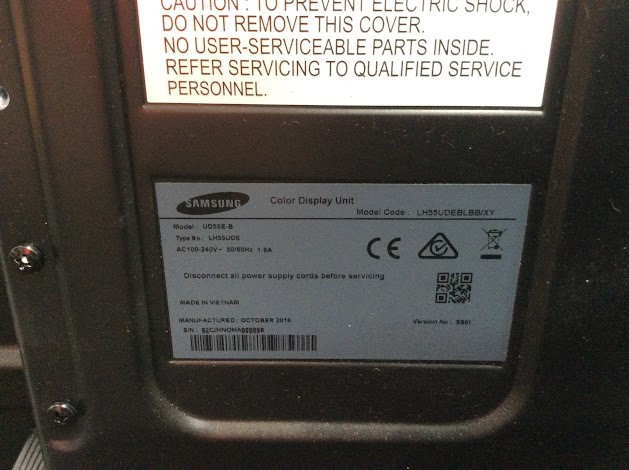 CAUTION : TO PREVENT ELECTRIC SHOCK,
DO NOT REMOVE THIS COVER.
NO USER-SERVICEABLE PARTS INSIDE.
REFER SERVICING TO QUALIFIED SERVICE
PERSONNEL.
SAMSUNG Color Display Unit
Model Code : LH55UDEBLBB/XY
Model : UD55E-B
Type No. : LH55UDE
AC100-240V~ 50/60Hz 1.6A
CE
Disconnect all power supply cords before servicing
MADE IN VIETNAM
MANUFACTURED : OCTOBER 2016
Version No :
S/N :